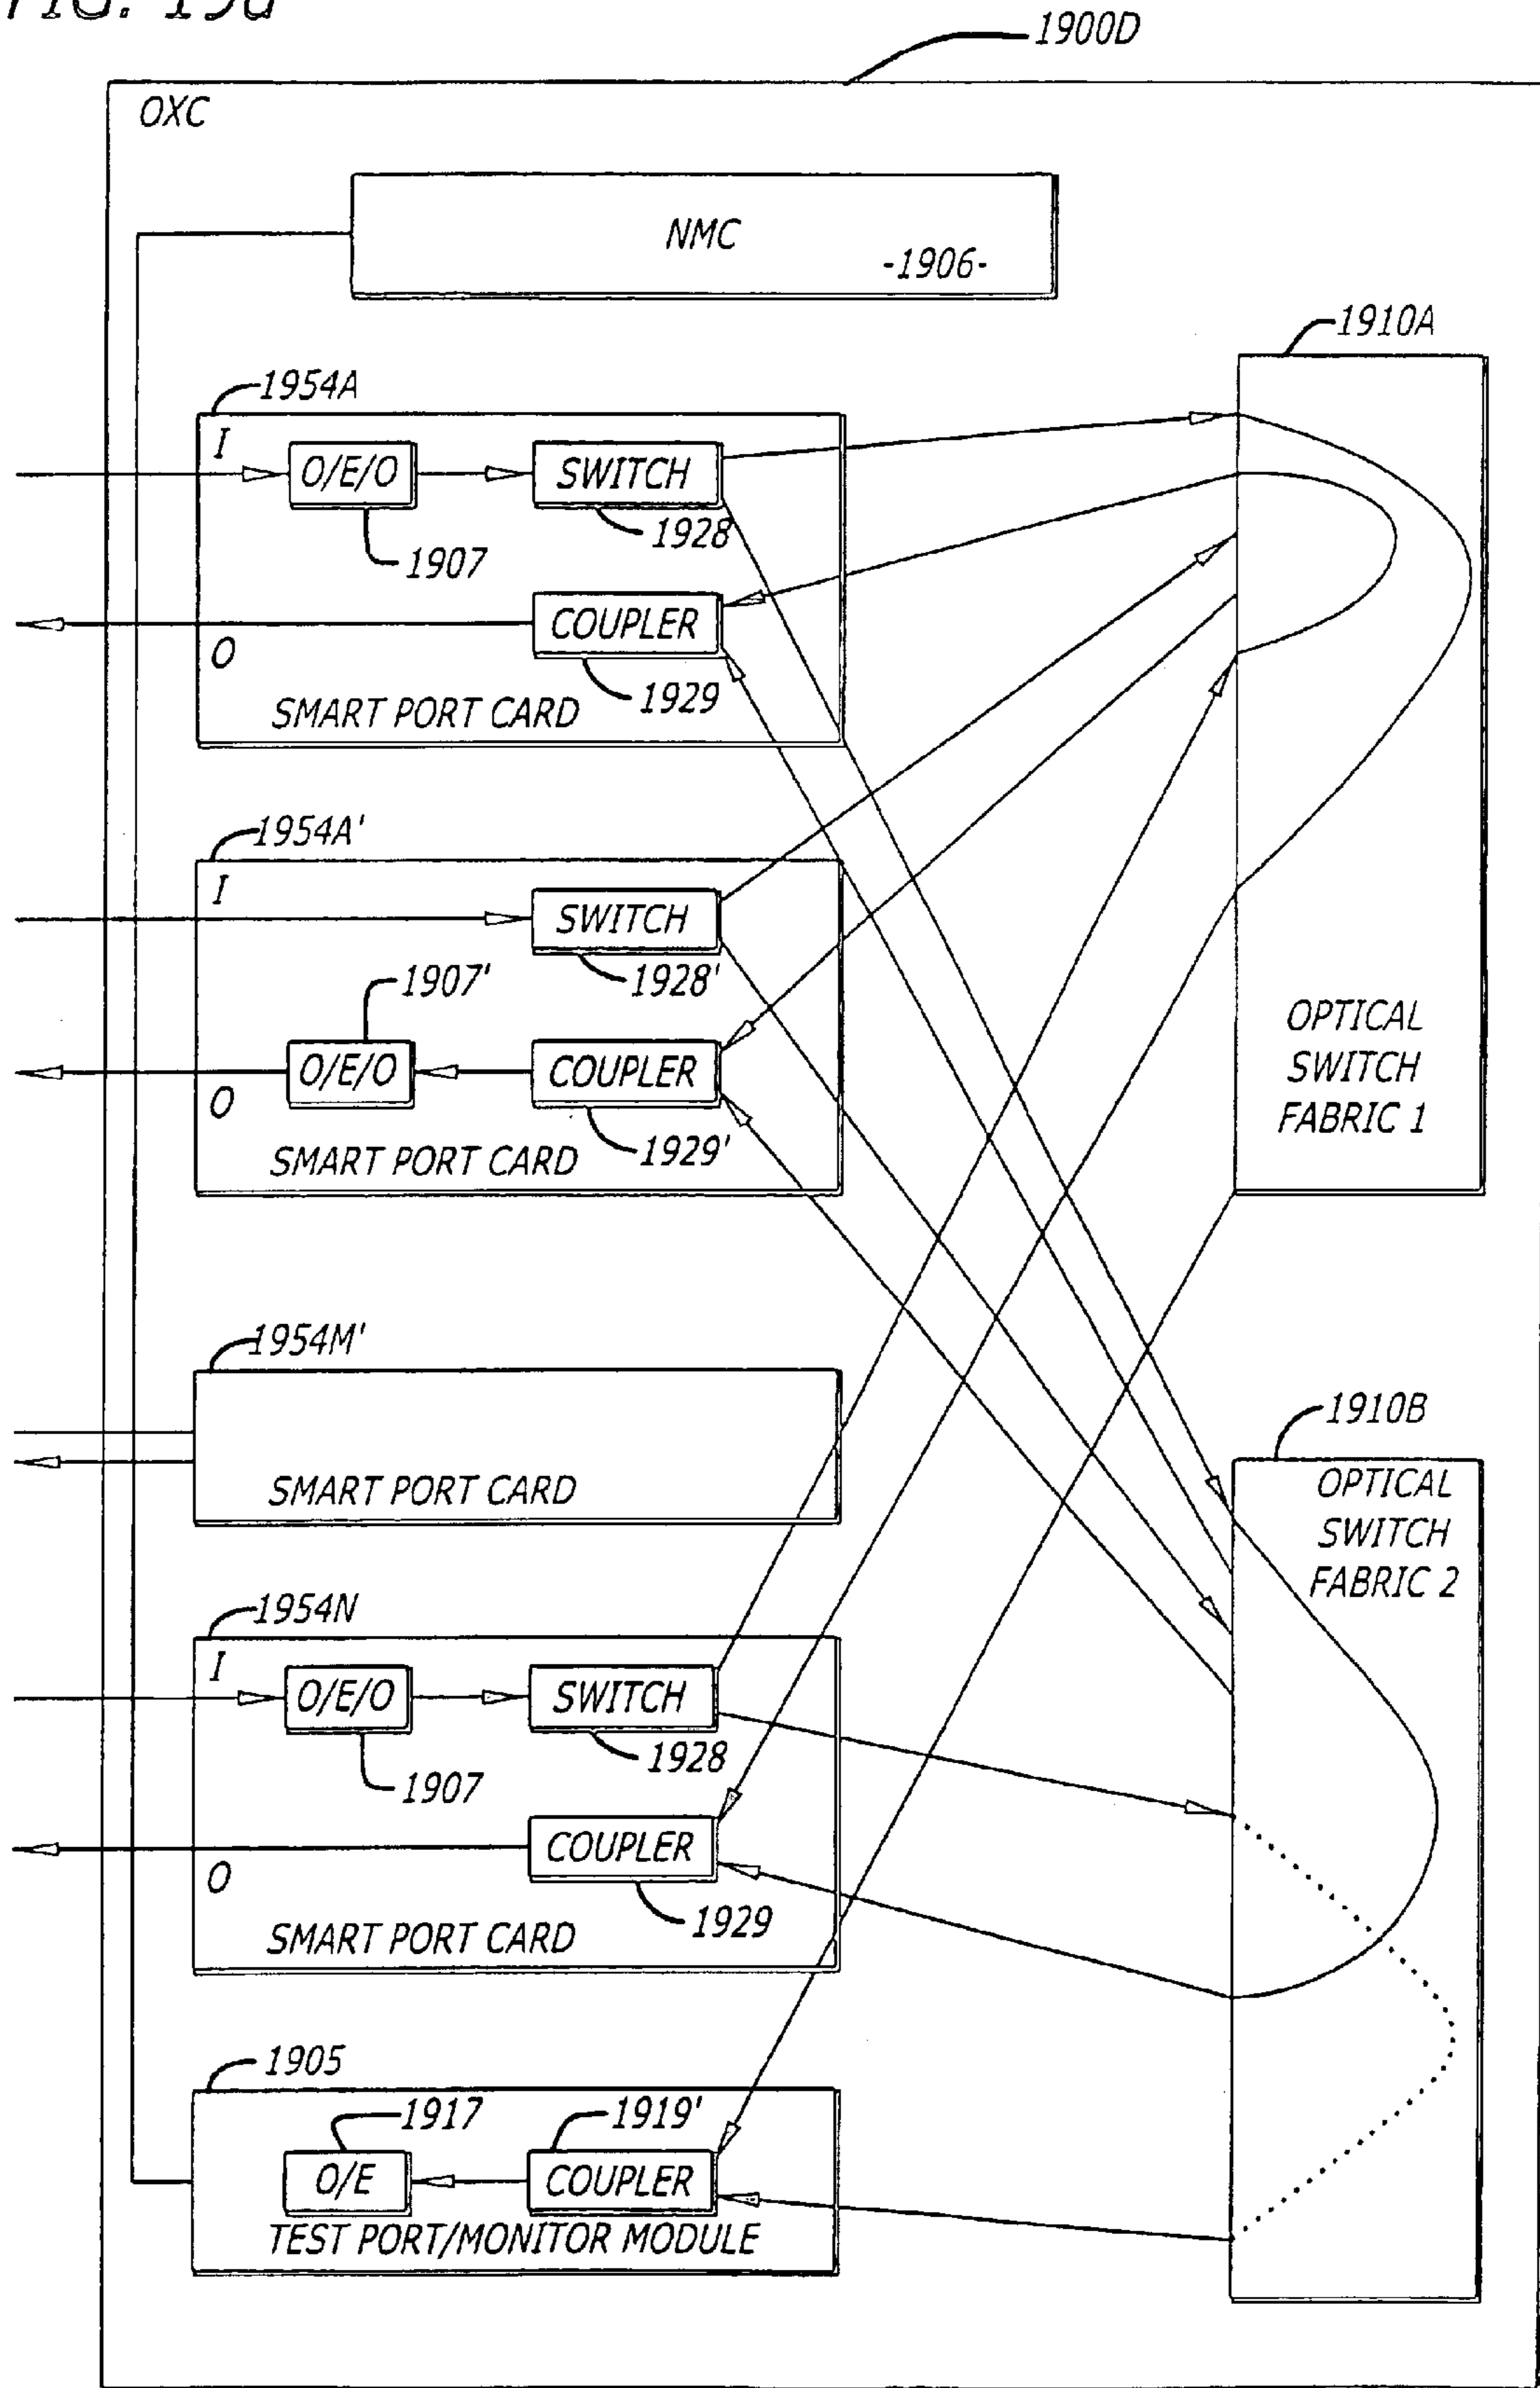 FIG. 19d
1900D
OXC
NMC
-1906-
1910A
1954A
I
O/E/O
SWITCH
1928
1907
COUPLER
O
1929
SMART PORT CARD
1954A'
I
SWITCH
1907'
1928'
OPTICAL
SWITCH
FABRIC 1
O/E/O
COUPLER
O
1929'
SMART PORT CARD
1954M'
1910B
SMART PORT CARD
OPTICAL
SWITCH
FABRIC 2
1954N
I
O/E/O
SWITCH
1928
1907
COUPLER
O
1929
SMART PORT CARD
1905
1917
1919'
O/E
COUPLER
TEST PORT/MONITOR MODULE